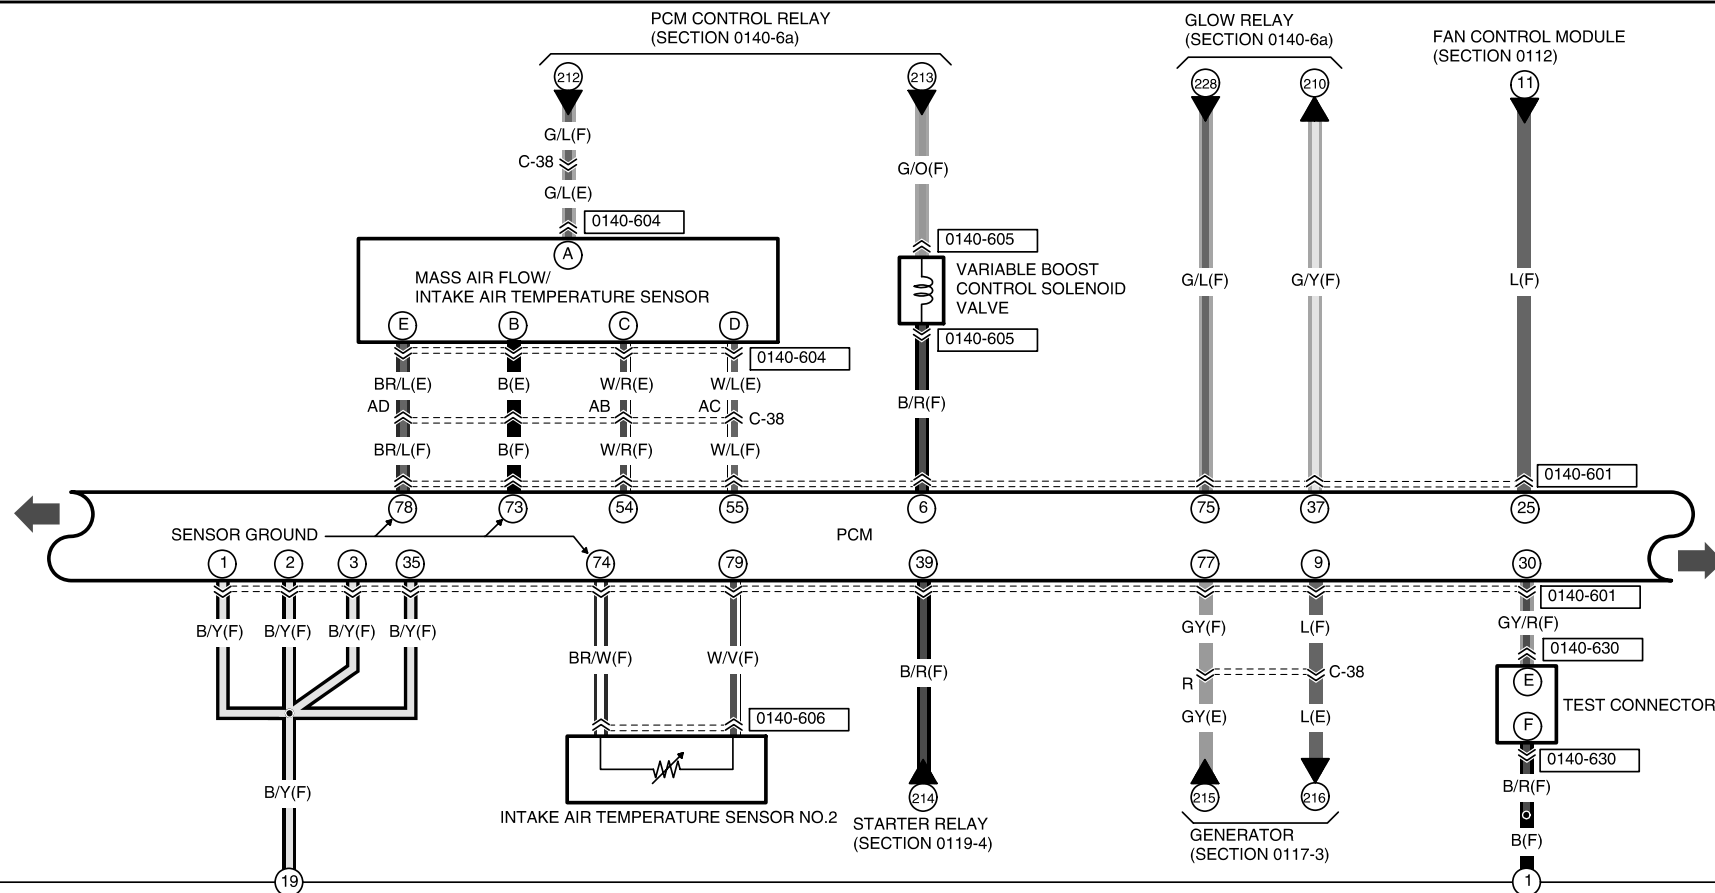 PCM CONTROL RELAY
(SECTION 0140-6a)
GLOW RELAY
(SECTION 0140-6a)
FAN CONTROL MODULE
(SECTION 0112)
212
213
228
210
11
G/L(F)
C-38
G/O(F)
G/L(E)
0140-604
0140-605
A
MASS AIR FLOW/
INTAKE AIR TEMPERATURE SENSOR
VARIABLE BOOST
CONTROL SOLENOID
VALVE
G/L(F)
G/Y(F)
L(F)
E
B
C
D
0140-605
0140-604
BR/L(E)
B(E)
W/R(E)
W/L(E)
AD
AB
AC
C-38
B/R(F)
BR/L(F)
B(F)
W/R(F)
W/L(F)
0140-601
78
73
54
55
6
75
37
25
SENSOR GROUND
PCM
1
2
3
35
74
79
39
77
9
30
0140-601
B/Y(F)
B/Y(F)
B/Y(F)
B/Y(F)
GY(F)
L(F)
GY/R(F)
0140-630
BR/W(F)
W/V(F)
B/R(F)
R
C-38
E
TEST CONNECTOR
0140-606
GY(E)
L(E)
F
0140-630
B/Y(F)
B/R(F)
214
215
216
INTAKE AIR TEMPERATURE SENSOR NO.2
STARTER RELAY
(SECTION 0119-4)
GENERATOR
(SECTION 0117-3)
B(F)
19
1